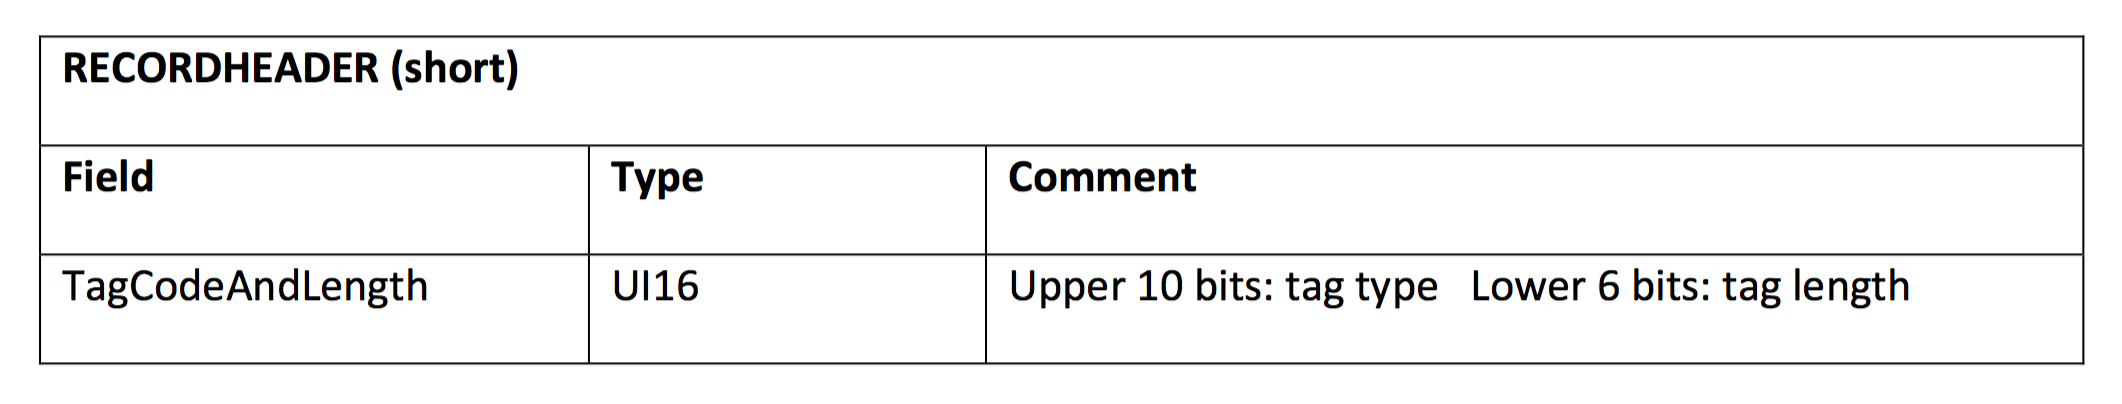 RECORDHEADER (short)
Field Type Comment
TagCodeAndLength UI16 Upper 10 bits: tag type Lower 6 bits: tag length